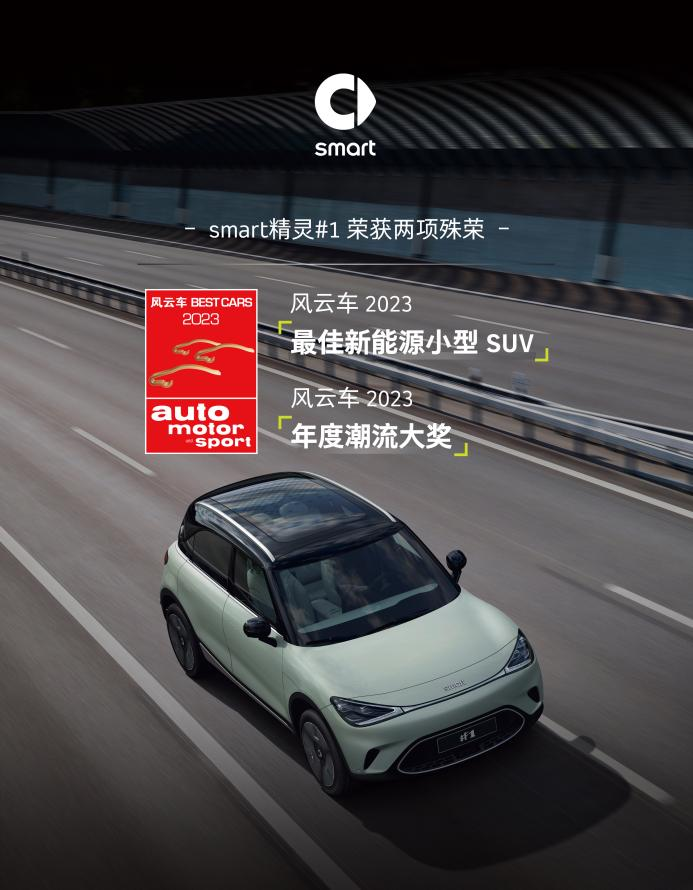 smart
– smart精灵#1 荣获两项殊荣 –
风云车 BEST CARS
2023
auto
motor
und
sport
风云车 2023
「最佳新能源小型 SUV」
风云车 2023
「年度潮流大奖」
smart
#1